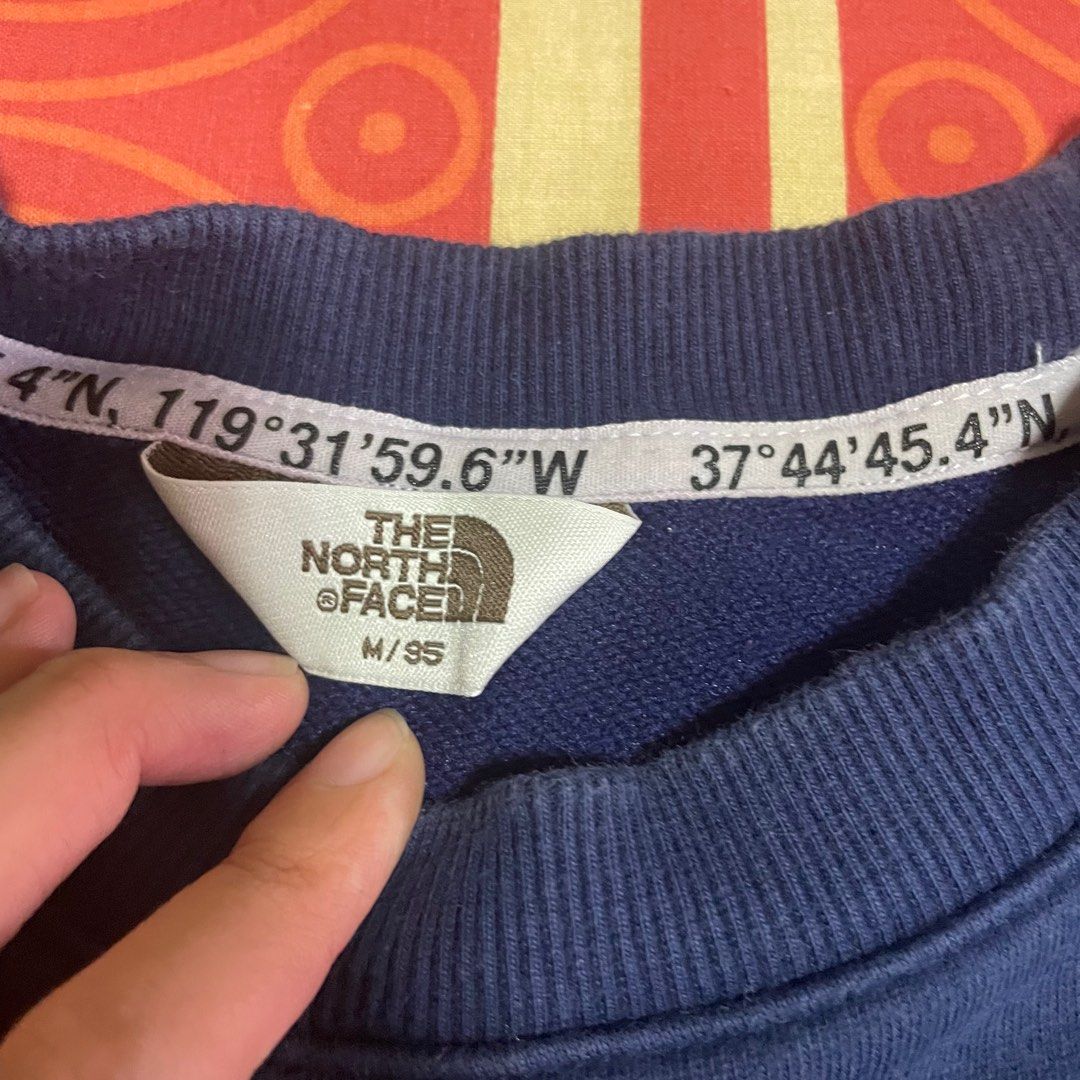 4”N, 119°31’59.6”W 37°44’45.4”N,
THE
NORTH
®FACE
M/95